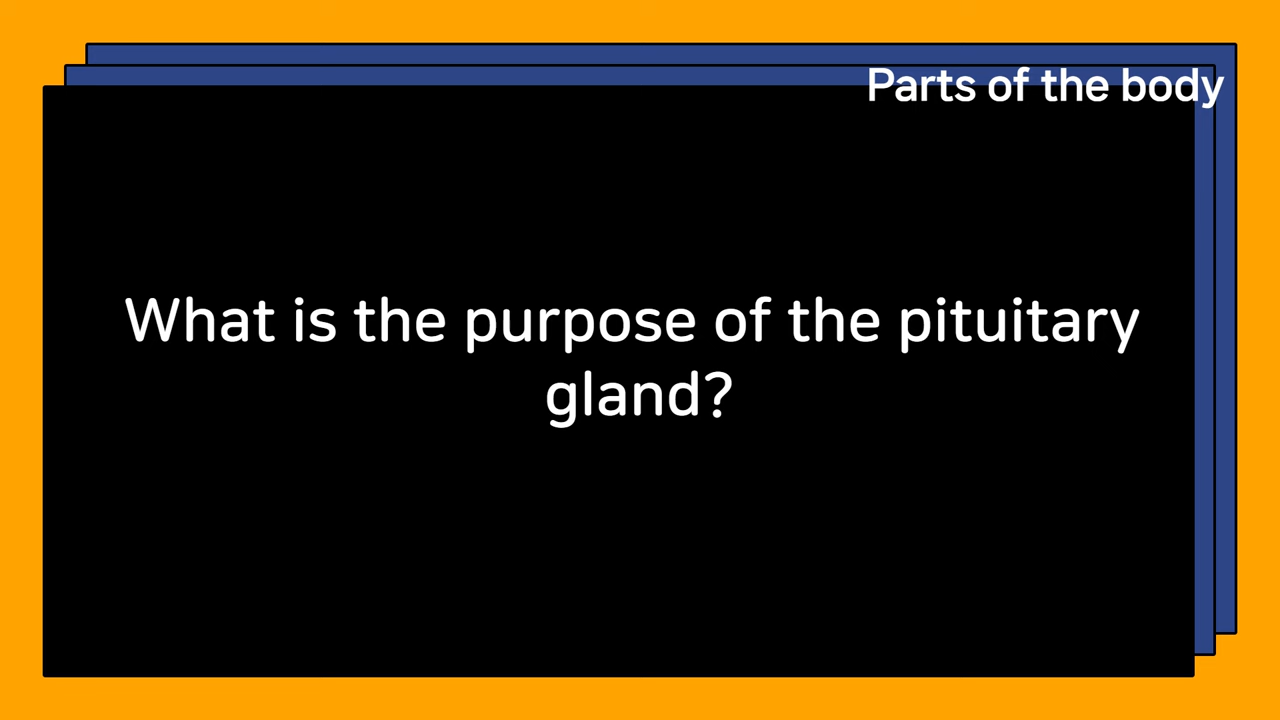 Parts of the body
What is the purpose of the pituitary
gland?